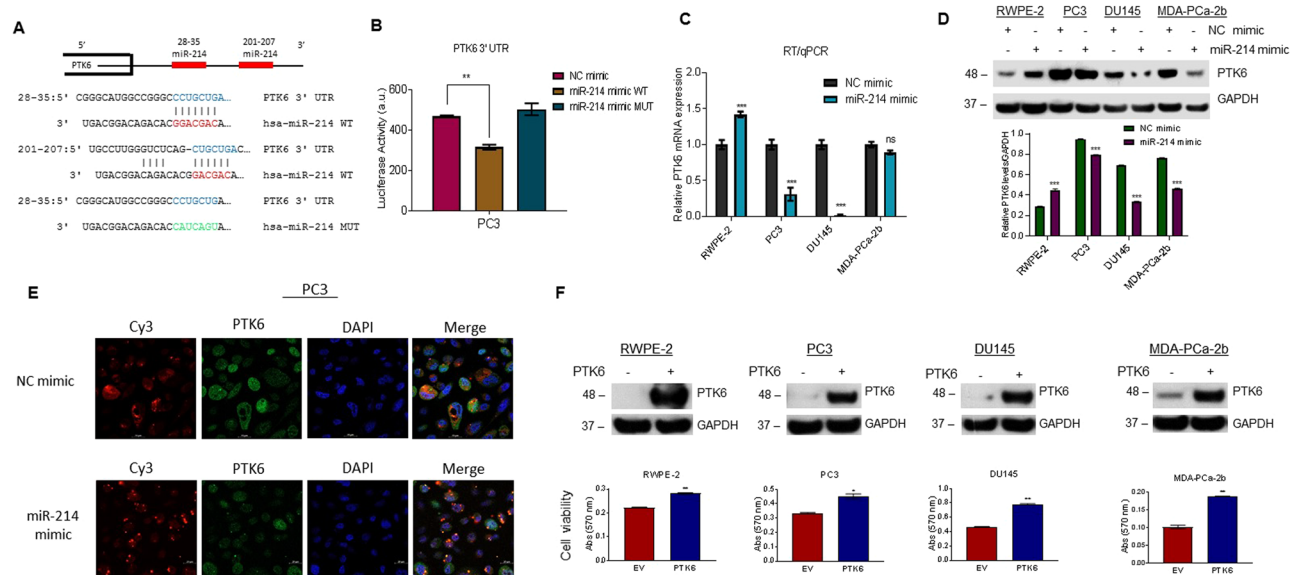 A
5'
28-35
miR-214
201-207
miR-214
3'
PTK6
28-35:5' CGGGCAUGGCCGGGCCCUGCUGA… PTK6 3' UTR
3' UGACGGACAGACACGGACGACA… hsa-miR-214 WT
201-207:5' UGCCUUGGGUCUCAG-CUGCUGAC… PTK6 3' UTR
3' UGACGGACAGACACGGACGACA… hsa-miR-214 WT
28-35:5' CGGGCAUGGCCGGGCCCUGCUGA… PTK6 3' UTR
3' UGACGGACAGACACCAUCAGUA… hsa-miR-214 MUT
B
PTK6 3' UTR
NC mimic
miR-214 mimic WT
miR-214 mimic MUT
**
Luciferase Activity (a.u.)
600
400
200
0
PC3
C
RT/qPCR
NC mimic
miR-214 mimic
Relative PTK6 mRNA expression
2.0
1.5
1.0
0.5
0.0
***
***
***
ns
RWPE-2
PC3
DU145
MDA-PCa-2b
D
RWPE-2 PC3 DU145 MDA-PCa-2b
+ - + - + - + - NC mimic
- + - + - + - + miR-214 mimic
48 – PTK6
37 – GAPDH
NC mimic
miR-214 mimic
Relative PTK6 levels/GAPDH
1.0
0.8
0.6
0.4
0.2
0.0
***
***
***
***
RWPE-2
PC3
DU145
MDA-PCa-2b
E
PC3
Cy3 PTK6 DAPI Merge
NC mimic
Cy3 PTK6 DAPI Merge
miR-214
mimic
F
RWPE-2 PC3 DU145 MDA-PCa-2b
PTK6 - +
48 – PTK6
37 – GAPDH
PTK6 - +
48 – PTK6
37 – GAPDH
PTK6 - +
48 – PTK6
37 – GAPDH
PTK6 - +
48 – PTK6
37 – GAPDH
Cell viability
RWPE-2
Abs (570 nm)
0.3
0.2
0.1
0.0
**
EV PTK6
PC3
Abs (570 nm)
0.6
0.4
0.2
0.0
*
EV PTK6
DU145
Abs (570 nm)
1.0
0.8
0.6
0.4
0.2
0.0
**
EV PTK6
MDA-PCa-2b
Abs (570 nm)
0.20
0.15
0.10
0.05
0.00
**
EV PTK6